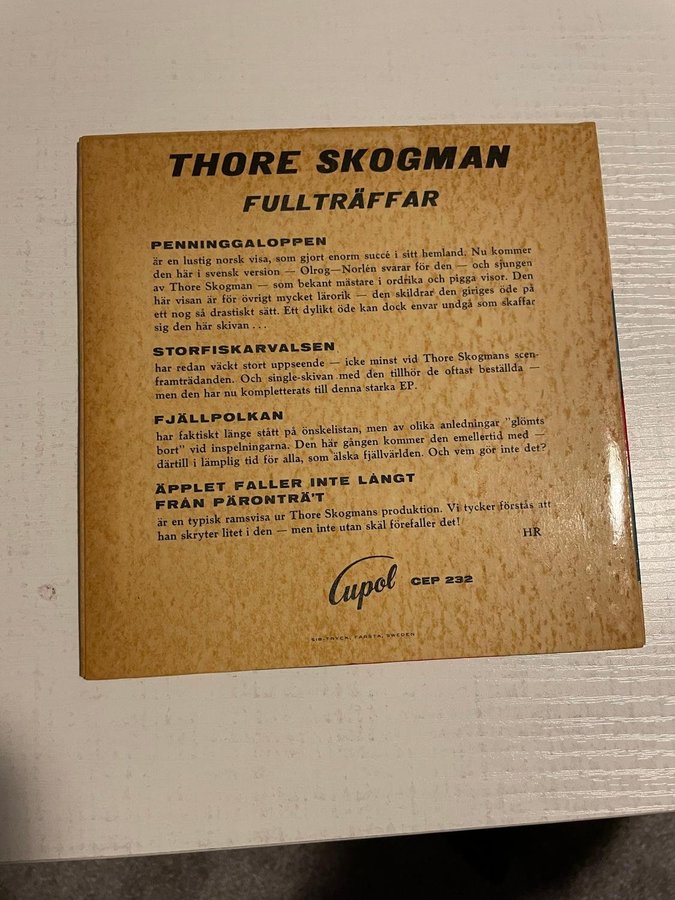 THORE SKOGMAN
FULLTRÄFFAR
PENNINGGALOPPEN
är en lustig norsk visa, som gjort enorm succé i sitt hemland. Nu kommer
den här i svensk version — Olrog—Norlén svarar för den — och sjungen
av Thore Skogman — som bekant mästare i ordrika och pigga visor. Den
här visan är för övrigt mycket lärorik — den skildrar den giriges öde på
ett nog så drastiskt sätt. Ett dylikt öde kan dock envar undgå som skaffar
sig den här skivan . . .
STORFISKARVALSEN
har redan väckt stort uppseende — icke minst vid Thore Skogmans scen-
framträdanden. Och single-skivan med den tillhör de oftast beställda —
men den har nu kompletterats till denna starka EP.
FJÄLLPOLKAN
har faktiskt länge stått på önskelistan, men av olika anledningar "glömts
bort" vid inspelningarna. Den här gången kommer den emellertid med —
därtill i lämplig tid för alla, som älska fjällvärlden. Och vem gör inte det?
ÄPPLET FALLER INTE LÅNGT
FRÅN PÄRONTRÄ'T
är en typisk ramsvisa ur Thore Skogmans produktion. Vi tycker förstås att
han skryter litet i den — men inte utan skäl förefaller det!
HR
Cupol CEP 232
SIB-TRYCK, FARSTA, SWEDEN